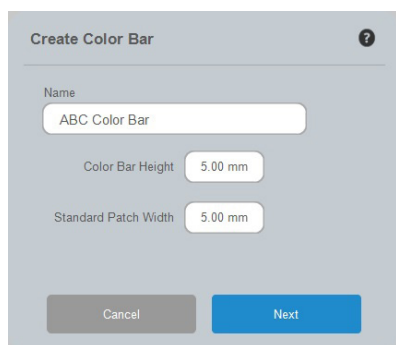 Create Color Bar ?
Name
ABC Color Bar
Color Bar Height 5.00 mm
Standard Patch Width 5.00 mm
Cancel Next